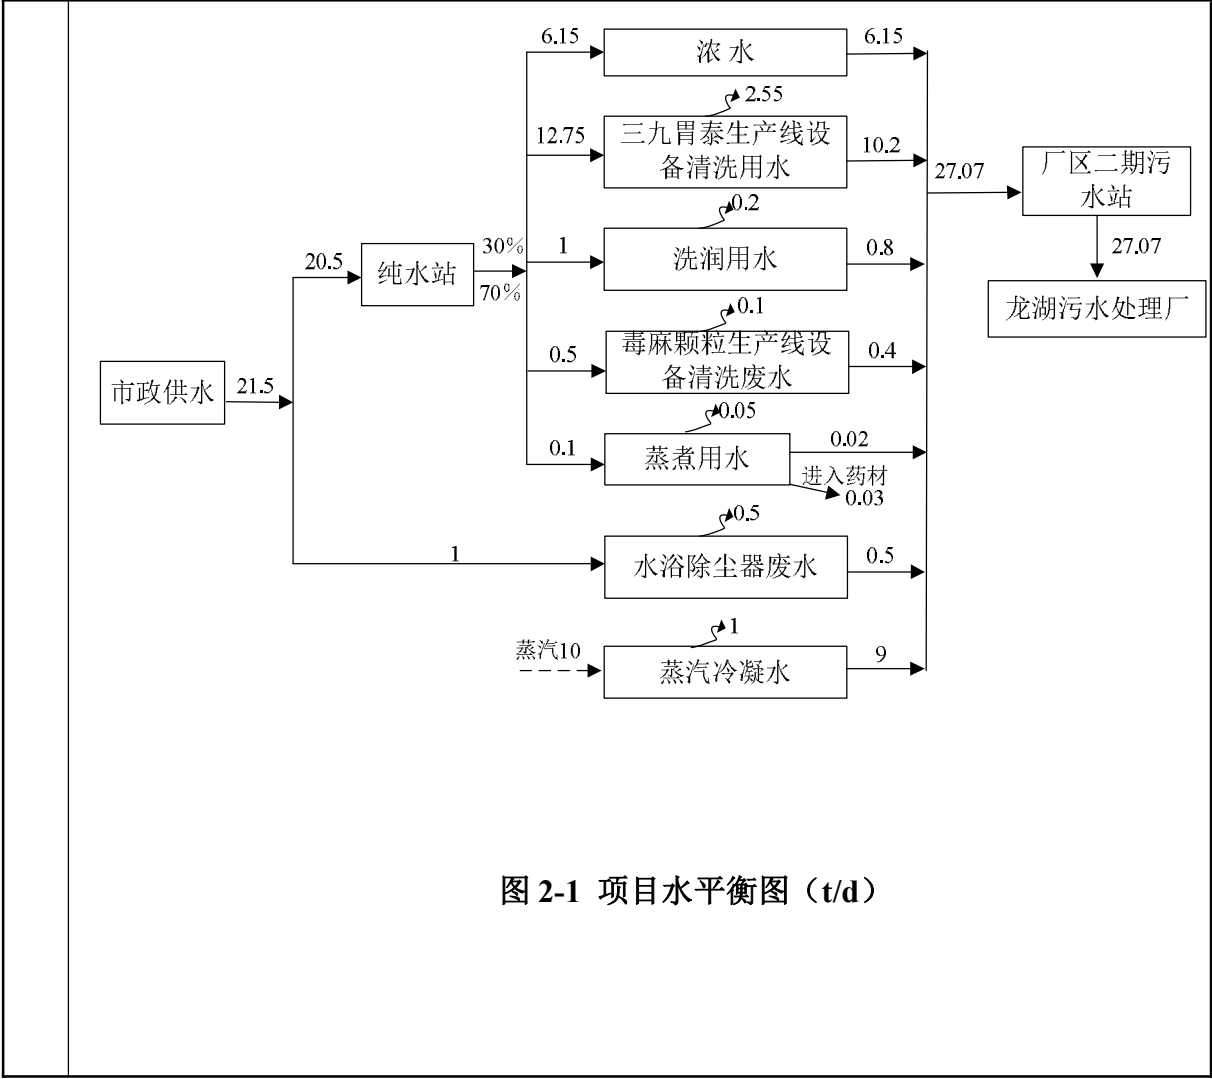 6.15
浓 水
6.15
2.55
12.75
三九胃泰生产线设
备清洗用水
10.2
27.07
厂区二期污
水站
0.2
30%
1
洗润用水
0.8
27.07
20.5
纯水站
70%
龙湖污水处理厂
0.1
0.5
毒麻颗粒生产线设
备清洗废水
0.4
市政供水
21.5
0.05
0.1
蒸煮用水
0.02
进入药材
0.03
0.5
1
水浴除尘器废水
0.5
1
蒸汽10
蒸汽冷凝水
9
图 2-1 项目水平衡图（t/d）